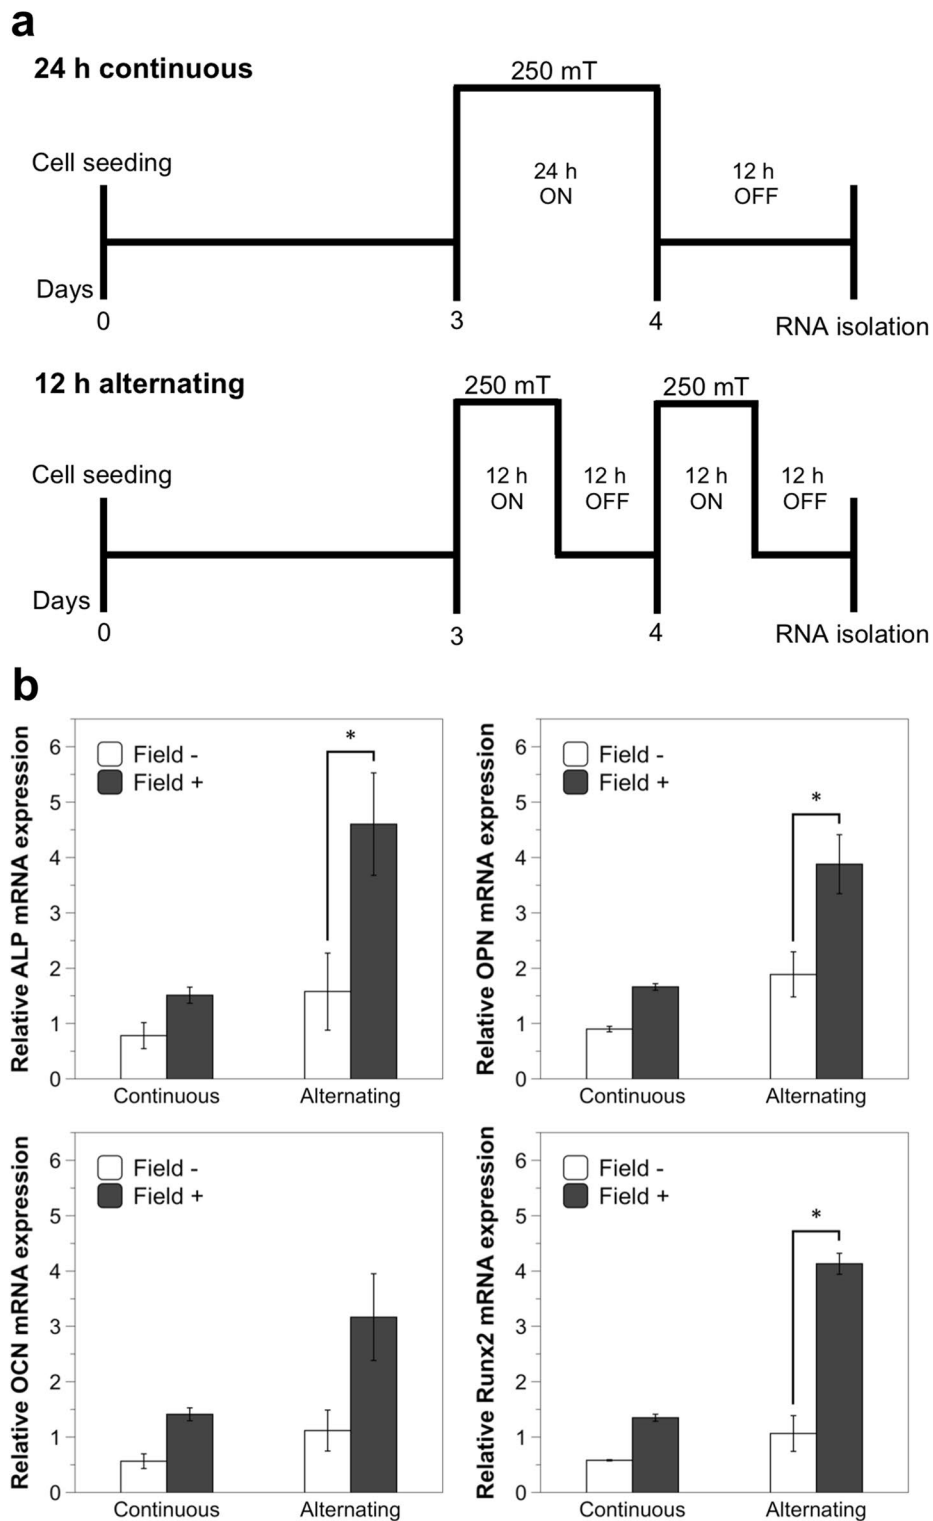 a
24 h continuous
250 mT
Cell seeding
24 h
ON
12 h
OFF
Days
0
3
4
RNA isolation
12 h alternating
250 mT
250 mT
Cell seeding
12 h
ON
12 h
OFF
12 h
ON
12 h
OFF
Days
0
3
4
RNA isolation
b
Relative ALP mRNA expression
6
5
4
3
2
1
0
Field -
Field +
*
Continuous
Alternating
Relative OPN mRNA expression
6
5
4
3
2
1
0
Field -
Field +
*
Continuous
Alternating
Relative OCN mRNA expression
6
5
4
3
2
1
0
Field -
Field +
Continuous
Alternating
Relative Runx2 mRNA expression
6
5
4
3
2
1
0
Field -
Field +
*
Continuous
Alternating